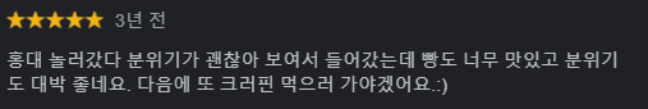 ★★★★★ 3년 전
홍대 놀러갔다 분위기가 괜찮아 보여서 들어갔는데 빵도 너무 맛있고 분위기
도 대박 좋네요. 다음에 또 크러핀 먹으러 가야겠어요.:)